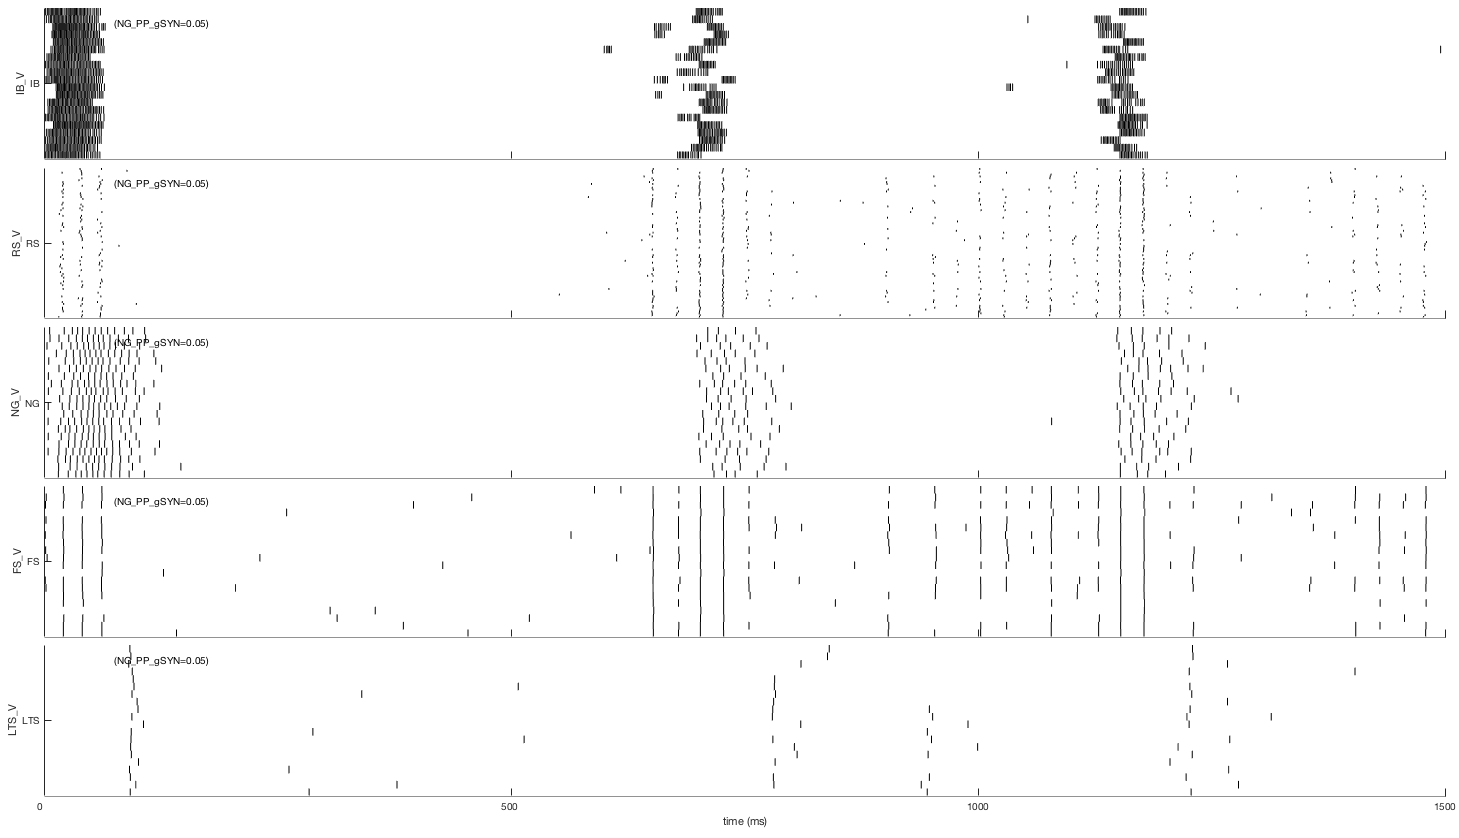 (NG_PP_gSYN=0.05)
IB_V
IB
(NG_PP_gSYN=0.05)
RS_V
RS
(NG_PP_gSYN=0.05)
NG_V
NG
(NG_PP_gSYN=0.05)
FS_V
FS
(NG_PP_gSYN=0.05)
LTS_V
LTS
0 500 1000 1500
time (ms)